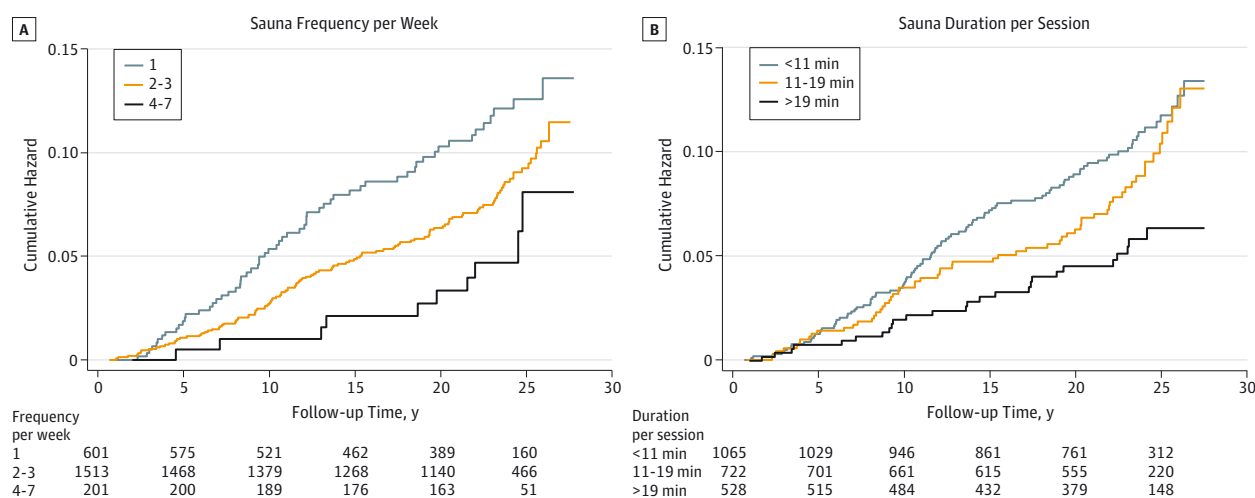 A Sauna Frequency per Week
0.15
1
2-3
4-7
0.10
0.05
0
Cumulative Hazard
0 5 10 15 20 25 30
Follow-up Time, y
Frequency
per week
1 601 575 521 462 389 160
2-3 1513 1468 1379 1268 1140 466
4-7 201 200 189 176 163 51
B Sauna Duration per Session
0.15
<11 min
11-19 min
>19 min
0.10
0.05
0
Cumulative Hazard
0 5 10 15 20 25 30
Follow-up Time, y
Duration
per session
<11 min 1065 1029 946 861 761 312
11-19 min 722 701 661 615 555 220
>19 min 528 515 484 432 379 148